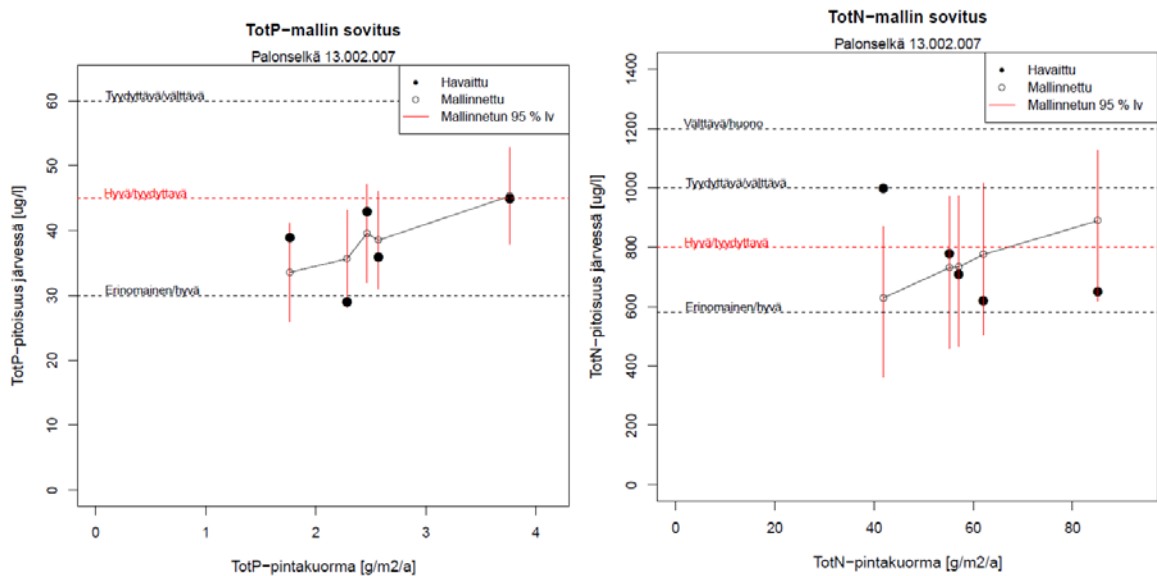 TotP−mallin sovitus
Palonselkä 13.002.007
Havaittu
Mallinnettu
Mallinnetun 95 % lv
Tyydyttävä/välttävä
Hyvä/tyydyttavä
Erinomainen/hyvä
TotP−pitoisuus järvessä [ug/l]
60
50
40
30
20
10
0
0 1 2 3 4
TotP−pintakuorma [g/m2/a]
TotN−mallin sovitus
Palonselkä 13.002.007
Havaittu
Mallinnettu
Mallinnetun 95 % lv
Välttävä/huono
Tyydyttävä/välttävä
Hyvä/tyydyttavä
Erinomainen/hyvä
TotN−pitoisuus järvessä [ug/l]
1400
1200
1000
800
600
400
200
0
0 20 40 60 80
TotN−pintakuorma [g/m2/a]